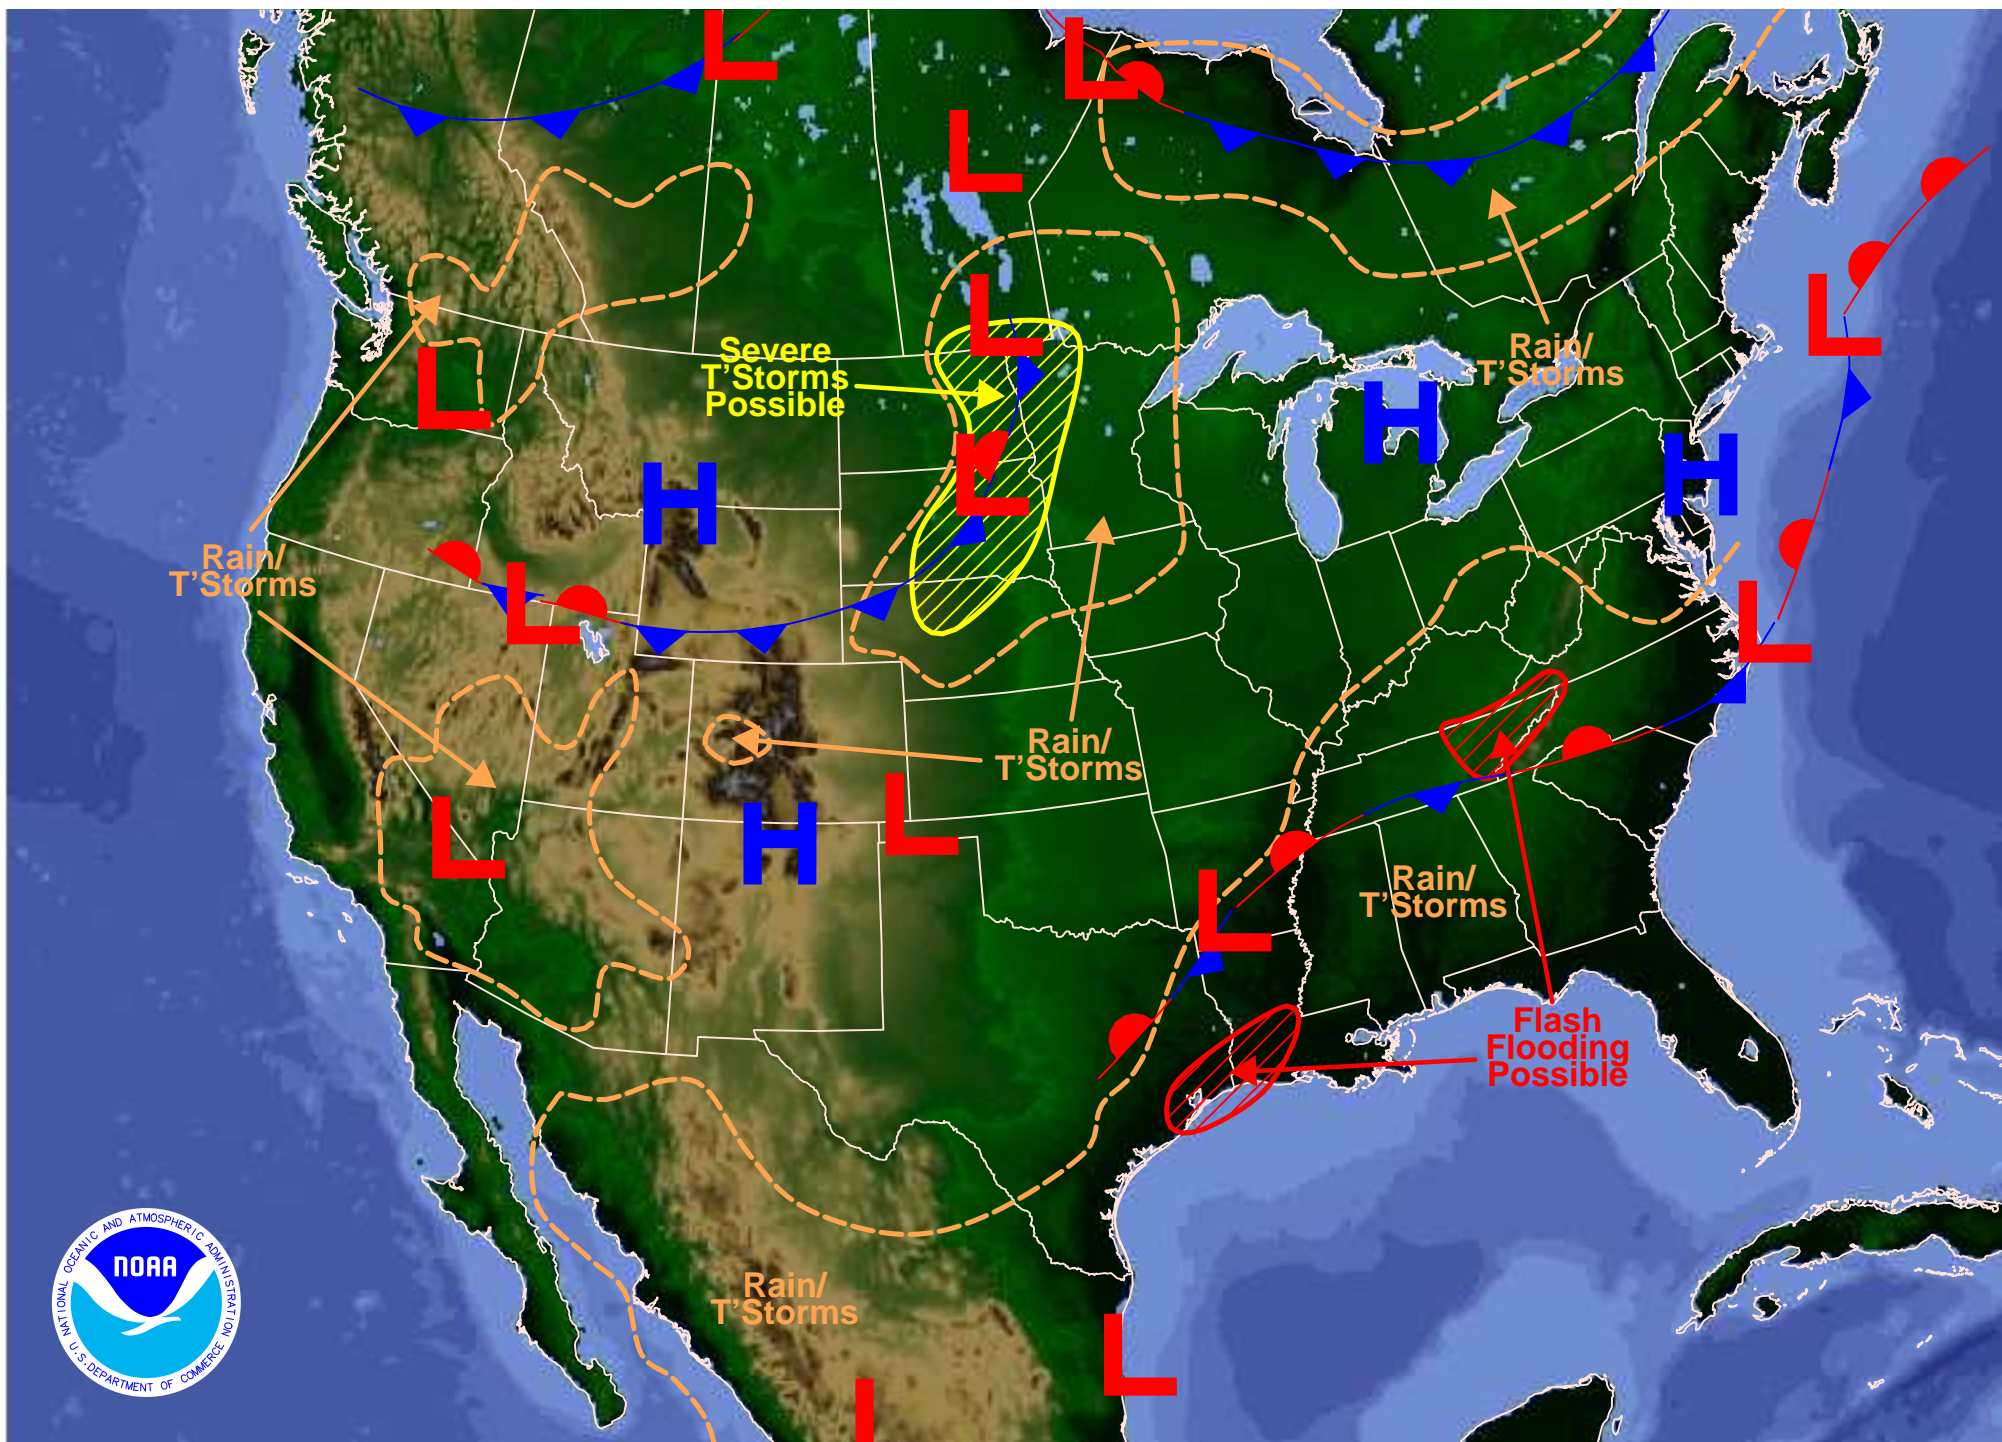 L
L
L
L
Severe
T'Storms
Possible
L
Rain/
T'Storms
L
H
L
H
L
H
Rain/
T'Storms
L
L
Rain/
T'Storms
L
L
H
L
Rain/
T'Storms
Flash
Flooding
Possible
Rain/
T'Storms
L
L
NATIONAL OCEANIC AND ATMOSPHERIC ADMINISTRATION
NOAA
U.S. DEPARTMENT OF COMMERCE